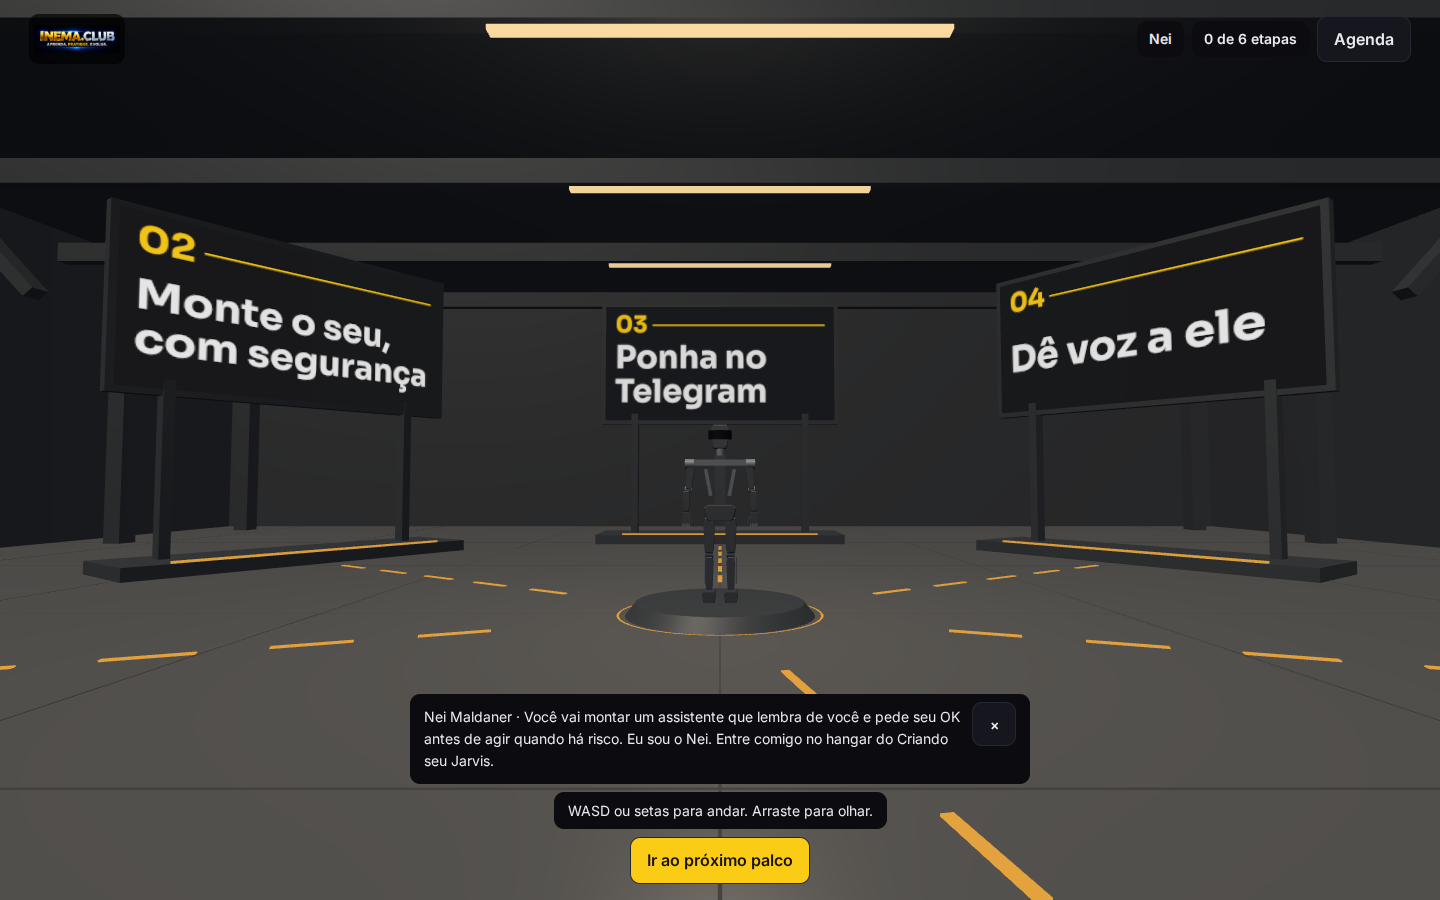 INEMA.CLUB
APRENDA, PRATIQUE, EVOLUA.
Nei
0 de 6 etapas
Agenda
02
Monte o seu,
com segurança
03
Ponha no
Telegram
04
Dê voz a ele
Nei Maldaner · Você vai montar um assistente que lembra de você e pede seu OK
antes de agir quando há risco. Eu sou o Nei. Entre comigo no hangar do Criando
seu Jarvis.
×
WASD ou setas para andar. Arraste para olhar.
Ir ao próximo palco